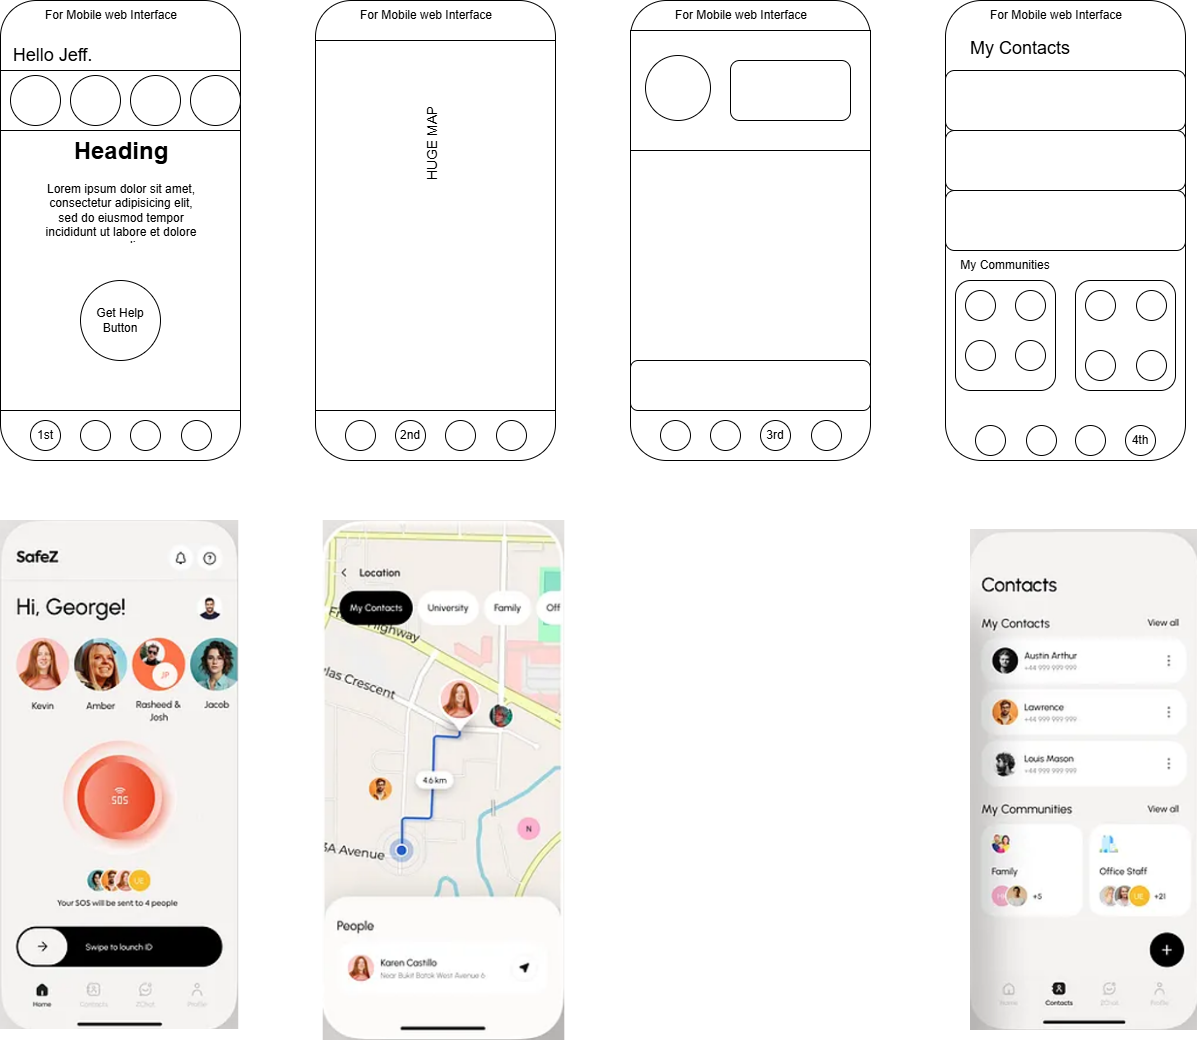 For Mobile web Interface
Hello Jeff.
Heading
Lorem ipsum dolor sit amet,
consectetur adipisicing elit,
sed do eiusmod tempor
incididunt ut labore et dolore
Get Help
Button
1st
For Mobile web Interface
HUGE MAP
2nd
For Mobile web Interface
3rd
For Mobile web Interface
My Contacts
My Communities
4th
SafeZ
Hi, George!
JP
Kevin
Amber
Rasheed &
Josh
Jacob
SOS
UE
Your SOS will be sent to 4 people
Swipe to lounch ID
Home
Contacts
ZChat
Profile
Location
My Contacts
University
Family
Off
Highway
las Crescent
4.6 km
N
3A Avenue
People
Karen Castillo
Near Bukit Batok West Avenue 6
Contacts
My Contacts
View all
Austin Arthur
+44 999 999-999
Lawrence
+44 999 999-999
Louis Mason
+44 999 999-999
My Communities
View all
Family
+5
Office Staff
UE
+21
+
Home
Contacts
ZChat
Profile